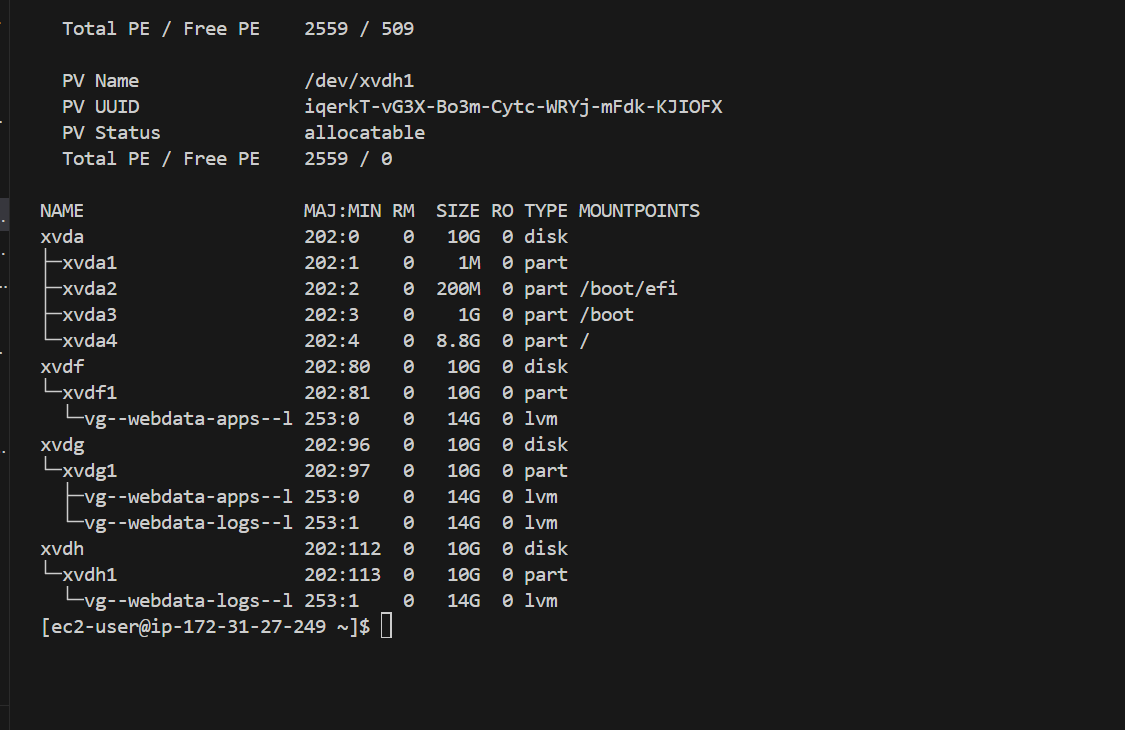 Total PE / Free PE    2559 / 509
PV Name               /dev/xvdh1
PV UUID               iqerkT-vG3X-Bo3m-Cytc-WRYj-mFdk-KJIOFX
PV Status             allocatable
Total PE / Free PE    2559 / 0
NAME                    MAJ:MIN RM  SIZE RO TYPE MOUNTPOINTS
xvda                    202:0    0   10G  0 disk
├─xvda1                 202:1    0    1M  0 part
├─xvda2                 202:2    0  200M  0 part /boot/efi
├─xvda3                 202:3    0    1G  0 part /boot
└─xvda4                 202:4    0  8.8G  0 part /
xvdf                    202:80   0   10G  0 disk
└─xvdf1                 202:81   0   10G  0 part
  └─vg--webdata-apps--l 253:0    0   14G  0 lvm
xvdg                    202:96   0   10G  0 disk
└─xvdg1                 202:97   0   10G  0 part
  ├─vg--webdata-apps--l 253:0    0   14G  0 lvm
  └─vg--webdata-logs--l 253:1    0   14G  0 lvm
xvdh                    202:112  0   10G  0 disk
└─xvdh1                 202:113  0   10G  0 part
  └─vg--webdata-logs--l 253:1    0   14G  0 lvm
[ec2-user@ip-172-31-27-249 ~]$